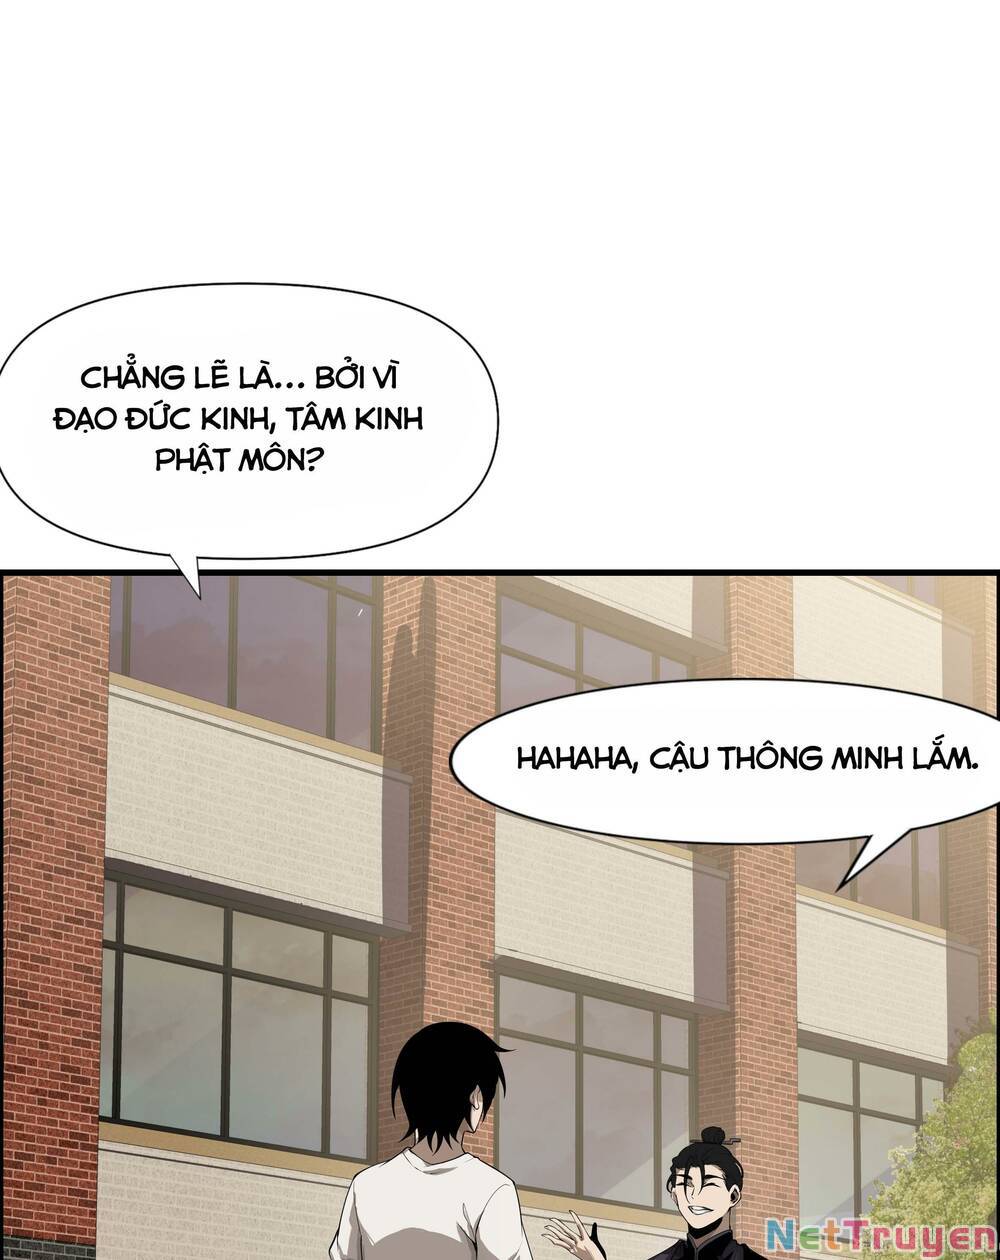 CHẲNG LẼ LÀ... BỞI VÌ
ĐẠO ĐỨC KINH, TÂM KINH
PHẬT MÔN?
HAHAHA, CẬU THÔNG MINH LẮM.
NetTruyen